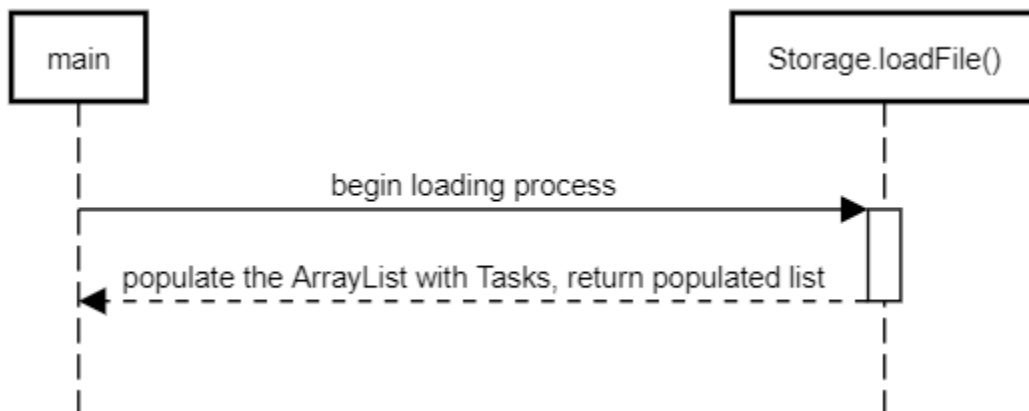 main
Storage.loadFile()
begin loading process
populate the ArrayList with Tasks, return populated list